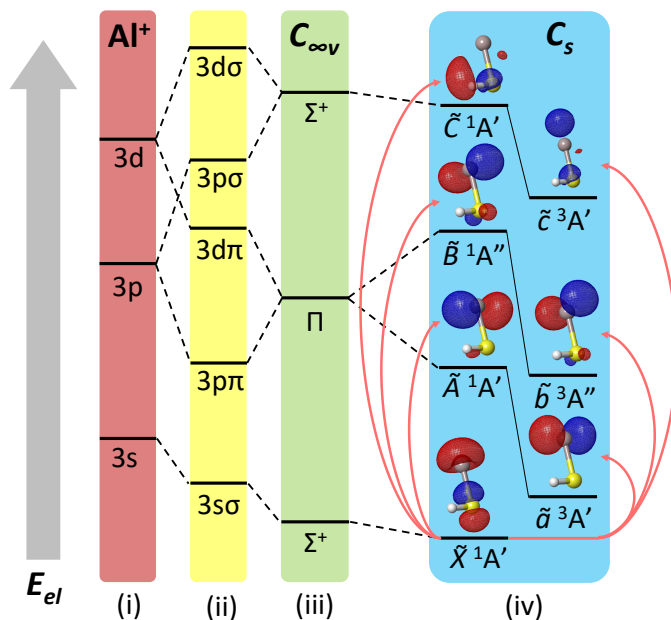 Al⁺
C∞v
Cs
3dσ
Σ⁺
C̃ ¹A’
3d
3pσ
c̃ ³A’
3dπ
B̃ ¹A’’
3p
Π
3pπ
Ã ¹A’
b̃ ³A’’
3s
3sσ
ã ³A’
Σ⁺
X̃ ¹A’
E_el
(i)
(ii)
(iii)
(iv)